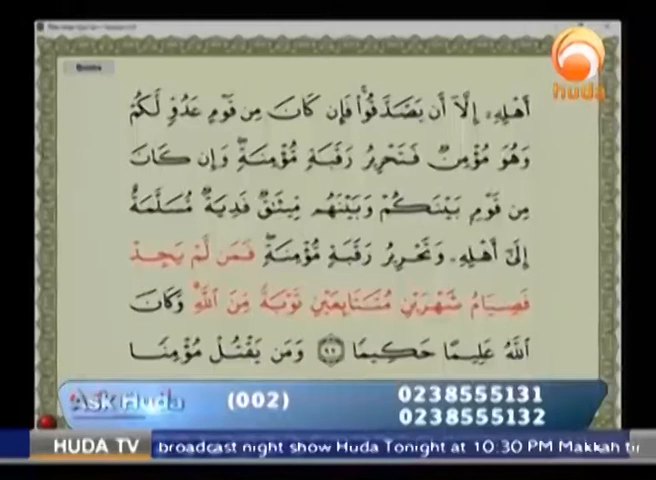 huda
أَهْلِهِۦٓ إِلَّآ أَن يَصَّدَّقُوا۟ فَإِن كَانَ مِن قَوْمٍ عَدُوٍّ لَّكُمْ
وَهُوَ مُؤْمِنٌ فَتَحْرِيرُ رَقَبَةٍ مُّؤْمِنَةٍ وَإِن كَانَ
مِن قَوْمٍ بَيْنَكُمْ وَبَيْنَهُم مِّيثَٰقٌ فَدِيَةٌ مُّسَلَّمَةٌ
إِلَىٰٓ أَهْلِهِۦ وَتَحْرِيرُ رَقَبَةٍ مُّؤْمِنَةٍ فَمَن لَّمْ يَجِدْ
فَصِيَامُ شَهْرَيْنِ مُتَتَابِعَيْنِ تَوْبَةً مِّنَ ٱللَّهِ وَكَانَ
ٱللَّهُ عَلِيمًا حَكِيمًا ٩٢ وَمَن يَقْتُلْ مُؤْمِنًا
Ask Huda (002) 0238555131
0238555132
HUDA TV broadcast night show Huda Tonight at 10:30 PM Makkah